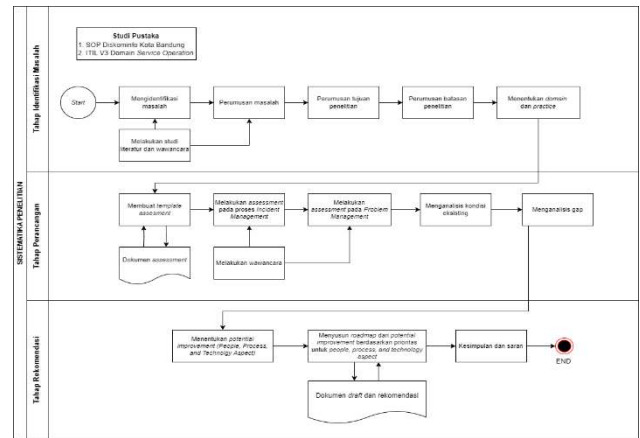 SISTEMATIKA PENELITIAN
Tahap Identifikasi Masalah
Studi Pustaka
1. SOP Diskominfo Kota Bandung
2. ITIL V3 Domain Service Operation
Start
Mengidentifikasi
masalah
Perumusan masalah
Perumusan tujuan
penelitian
Perumusan batasan
penelitian
Menentukan domain
dan practice
Melakukan studi
literatur dan wawancara
Tahap Perancangan
Membuat template
assesment
Melakukan assessment
pada proses Incident
Management
Melakukan
assessment pada Problem
Management
Menganalisis kondisi
eksisting
Menganalisis gap
Dokumen assessment
Melakukan wawancara
Tahap Rekomendasi
Menentukan potential
improvement (People, Process,
and Technolgy Aspect)
Menyusun roadmap dan potential
improvement berdasarkan prioritas
untuk people, process, and technology
aspect
Kesimpulan dan saran
END
Dokumen draft dan rekomendasi